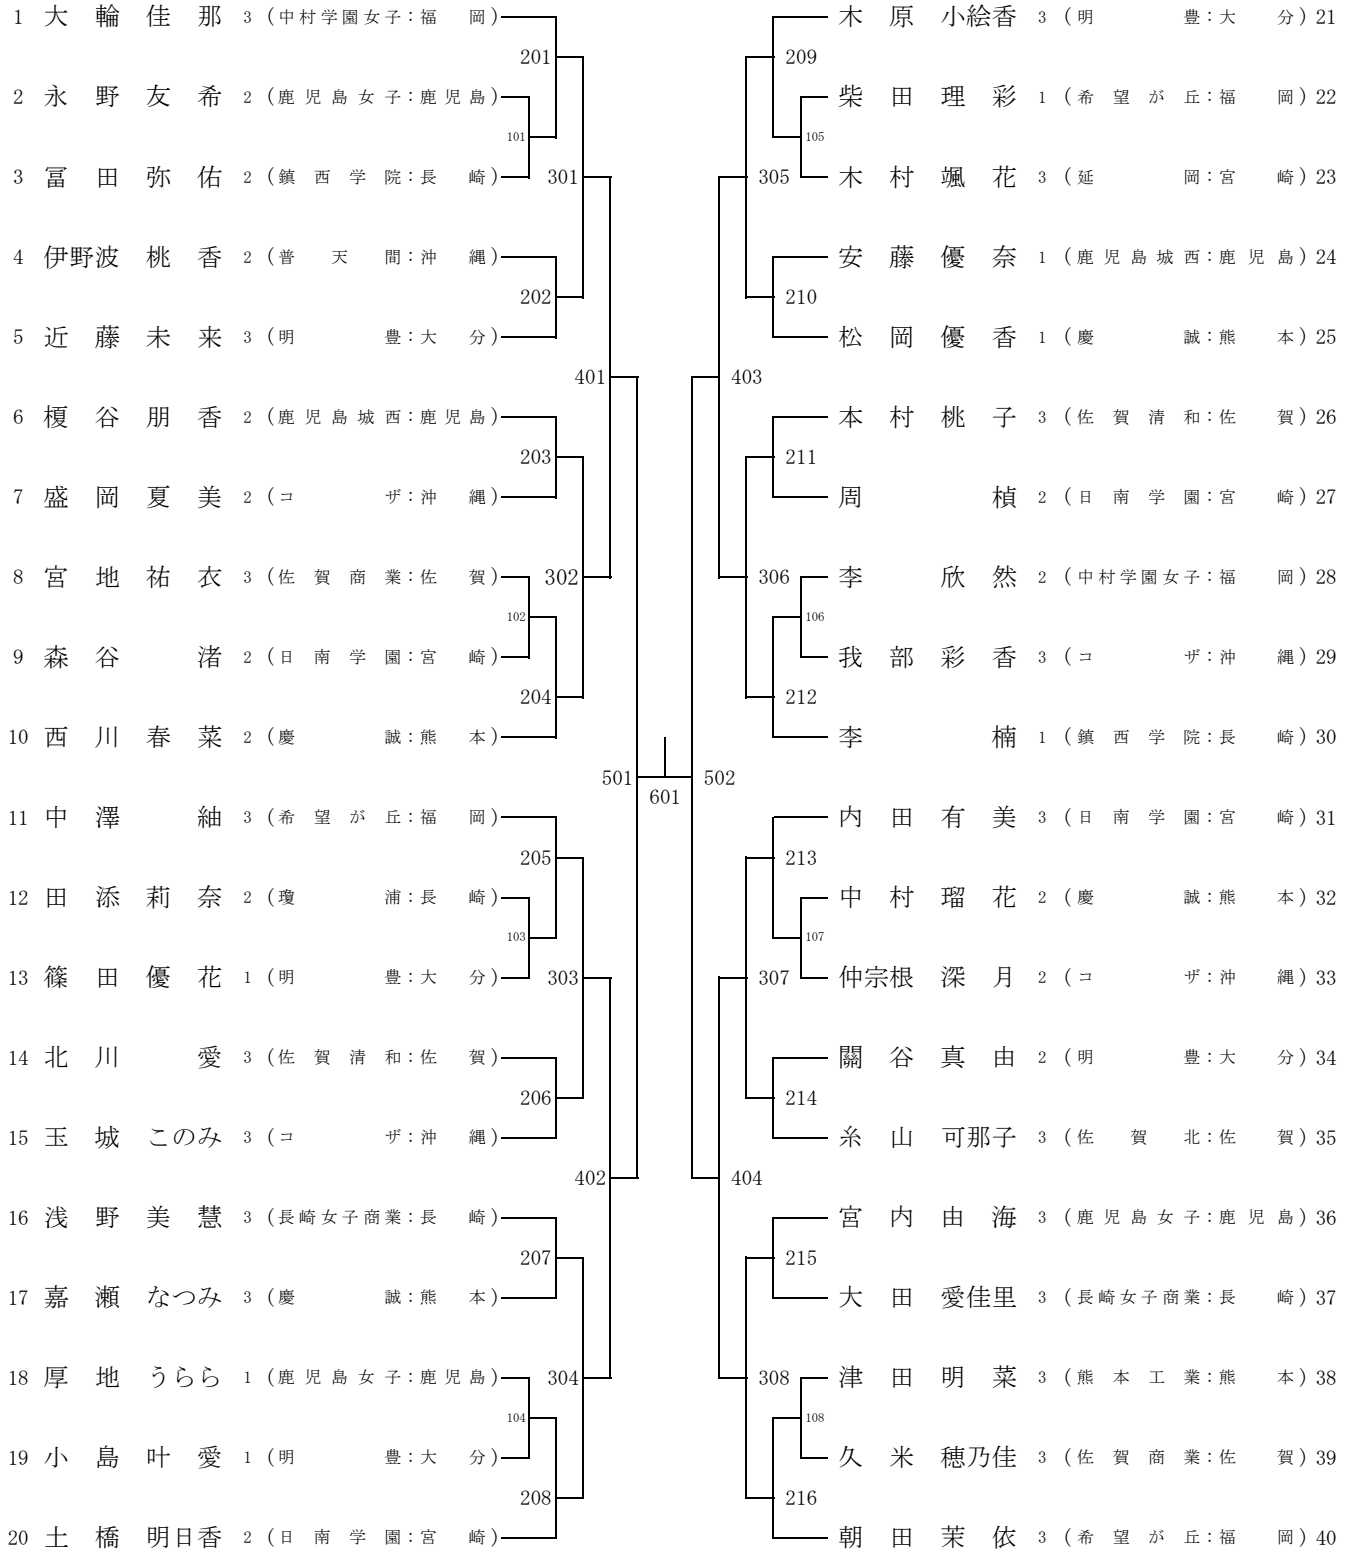 1 大輪佳那 3 (中村学園女子:福岡)
201
2 永野友希 2 (鹿児島女子:鹿児島)
101
3 冨田弥佑 2 (鎮西学院:長崎)
301
4 伊野波桃香 2 (普天間:沖縄)
202
5 近藤未来 3 (明豊:大分)
401
6 榎谷朋香 2 (鹿児島城西:鹿児島)
203
7 盛岡夏美 2 (コザ:沖縄)
8 宮地祐衣 3 (佐賀商業:佐賀)
302
102
9 森谷渚 2 (日南学園:宮崎)
204
10 西川春菜 2 (慶誠:熊本)
501
601
11 中澤紬 3 (希望が丘:福岡)
205
12 田添莉奈 2 (瓊浦:長崎)
103
13 篠田優花 1 (明豊:大分)
303
14 北川愛 3 (佐賀清和:佐賀)
206
15 玉城このみ 3 (コザ:沖縄)
402
16 浅野美慧 3 (長崎女子商業:長崎)
207
17 嘉瀬なつみ 3 (慶誠:熊本)
18 厚地うらら 1 (鹿児島女子:鹿児島)
304
104
19 小島叶愛 1 (明豊:大分)
208
20 土橋明日香 2 (日南学園:宮崎)
木原小絵香 3 (明豊:大分) 21
209
柴田理彩 1 (希望が丘:福岡) 22
105
木村颯花 3 (延岡:宮崎) 23
305
安藤優奈 1 (鹿児島城西:鹿児島) 24
210
松岡優香 1 (慶誠:熊本) 25
403
本村桃子 3 (佐賀清和:佐賀) 26
211
周楨 2 (日南学園:宮崎) 27
李欣然 2 (中村学園女子:福岡) 28
306
106
我部彩香 3 (コザ:沖縄) 29
212
李楠 1 (鎮西学院:長崎) 30
502
内田有美 3 (日南学園:宮崎) 31
213
中村瑠花 2 (慶誠:熊本) 32
107
仲宗根深月 2 (コザ:沖縄) 33
307
關谷真由 2 (明豊:大分) 34
214
糸山可那子 3 (佐賀北:佐賀) 35
404
宮内由海 3 (鹿児島女子:鹿児島) 36
215
大田愛佳里 3 (長崎女子商業:長崎) 37
津田明菜 3 (熊本工業:熊本) 38
308
108
久米穂乃佳 3 (佐賀商業:佐賀) 39
216
朝田茉依 3 (希望が丘:福岡) 40